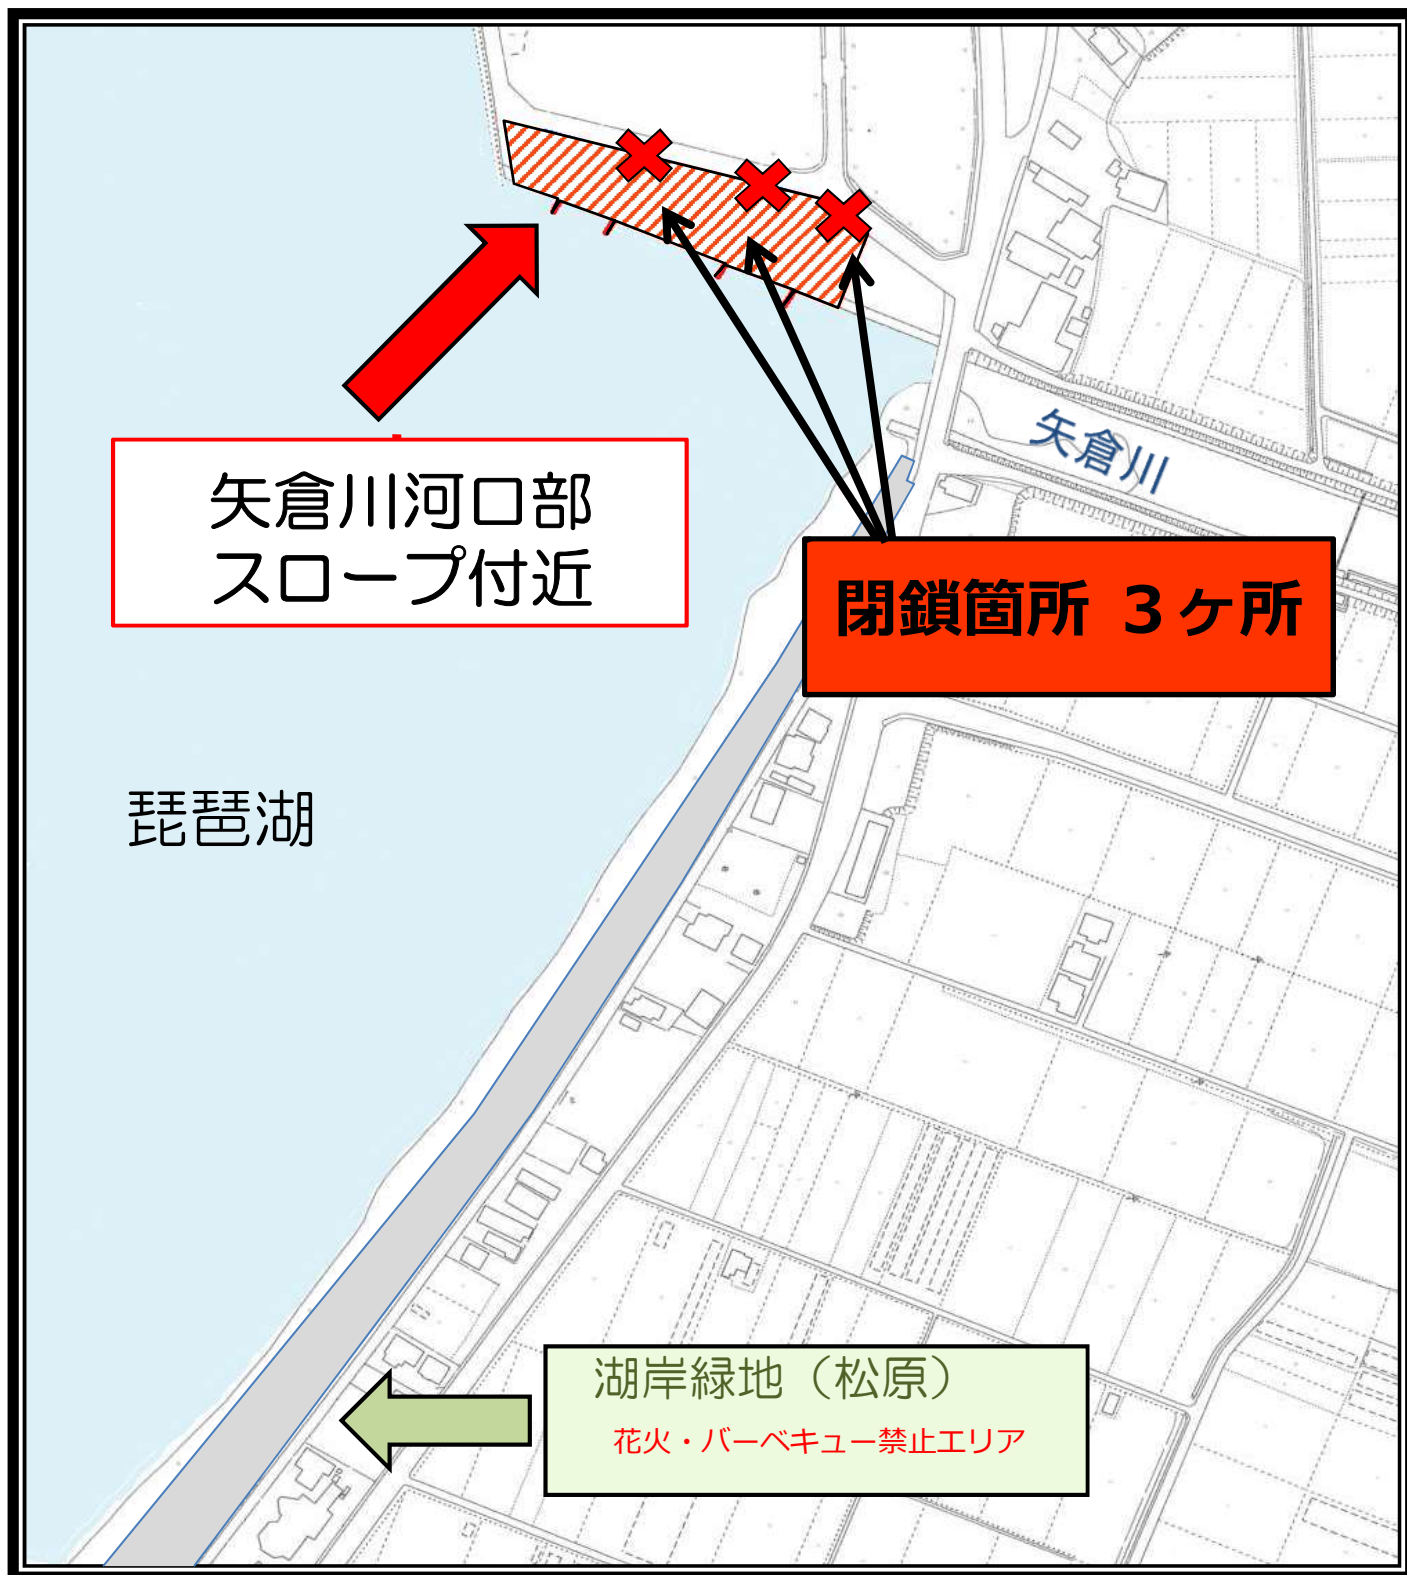 矢倉川
矢倉川河口部
スロープ付近
閉鎖箇所 3ヶ所
琵琶湖
湖岸緑地（松原）
花火・バーベキュー禁止エリア